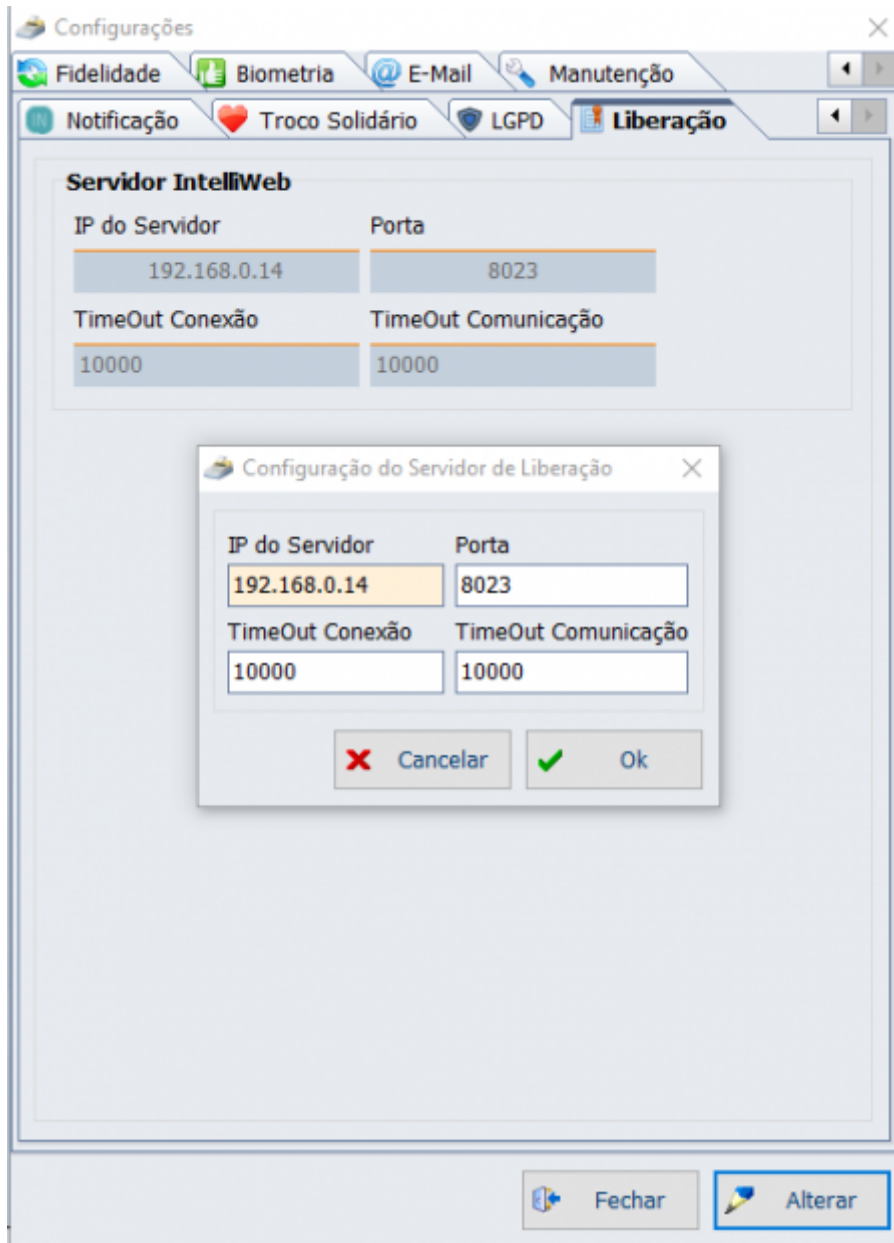 Configurações
Fidelidade Biometria @ E-Mail Manutenção
IN Notificação Troco Solidário LGPD Liberação
Servidor IntelliWeb
IP do Servidor Porta
192.168.0.14 8023
TimeOut Conexão TimeOut Comunicação
10000 10000
Configuração do Servidor de Liberação
IP do Servidor Porta
192.168.0.14 8023
TimeOut Conexão TimeOut Comunicação
10000 10000
Cancelar Ok
Fechar Alterar